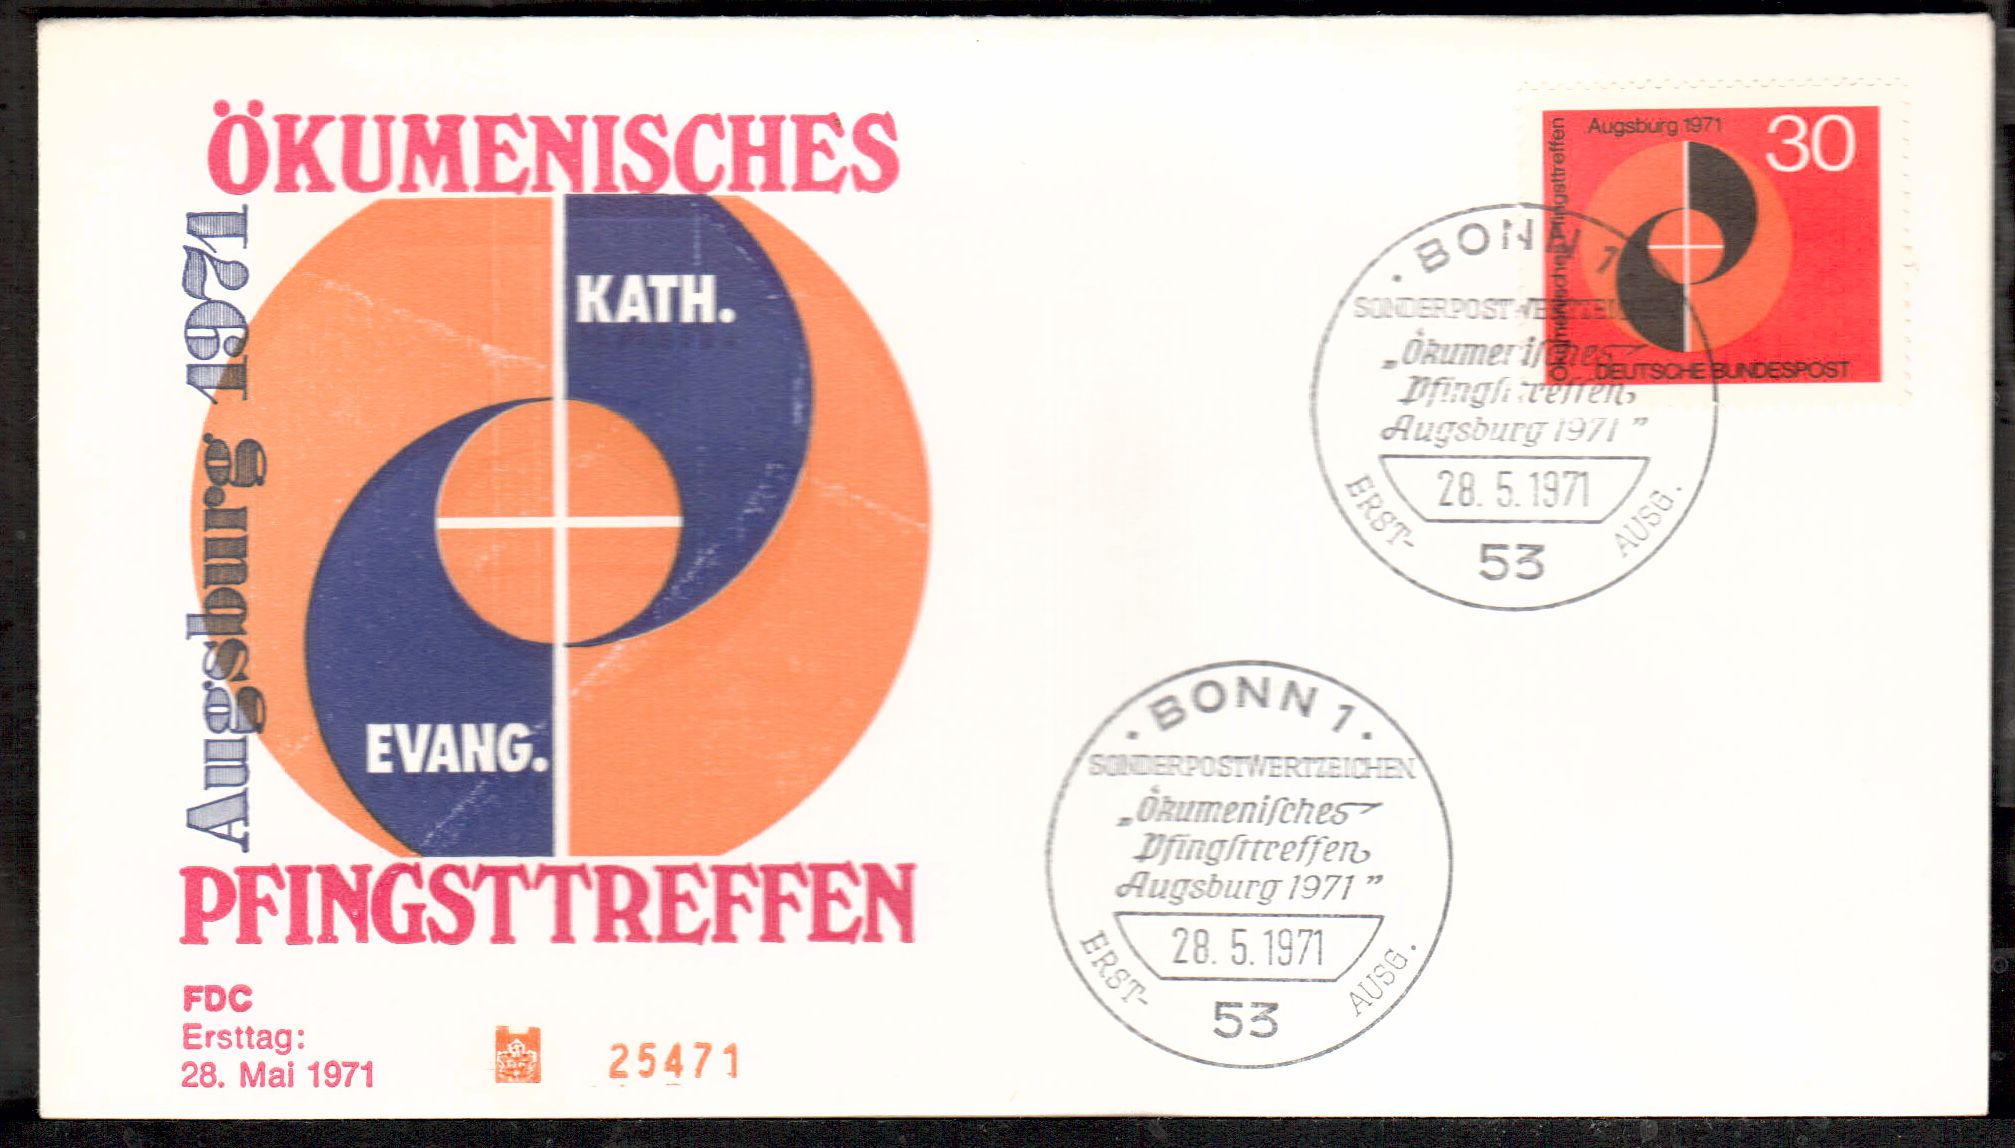 ÖKUMENISCHES
Augsburg 1971
KATH.
EVANG.
PFINGSTTREFFEN
FDC
Ersttag:
28. Mai 1971
25471
Augsburg 1971
30
Ökumenisches Pfingsttreffen
DEUTSCHE BUNDESPOST
BONN 1
SONDERPOSTWERTZEICHEN
„Ökumeniſches
Pfingſttreffen
Augsburg 1971”
28. 5. 1971
ERST- AUSG.
53
BONN 1
SONDERPOSTWERTZEICHEN
„Ökumeniſches
Pfingſttreffen
Augsburg 1971”
28. 5. 1971
ERST- AUSG.
53